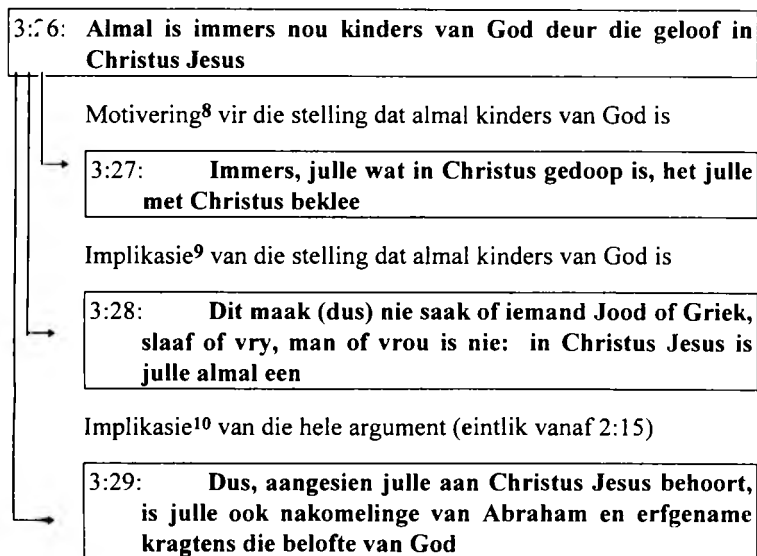 3:26: Almal is immers nou kinders van God deur die geloof in
Christus Jesus
Motivering⁸ vir die stelling dat almal kinders van God is
3:27: Immers, julle wat in Christus gedoop is, het julle
met Christus beklee
Implikasie⁹ van die stelling dat almal kinders van God is
3:28: Dit maak (dus) nie saak of iemand Jood of Griek,
slaaf of vry, man of vrou is nie: in Christus Jesus is
julle almal een
Implikasie¹⁰ van die hele argument (eintlik vanaf 2:15)
3:29: Dus, aangesien julle aan Christus Jesus behoort,
is julle ook nakomelinge van Abraham en erfgename
kragtens die belofte van God